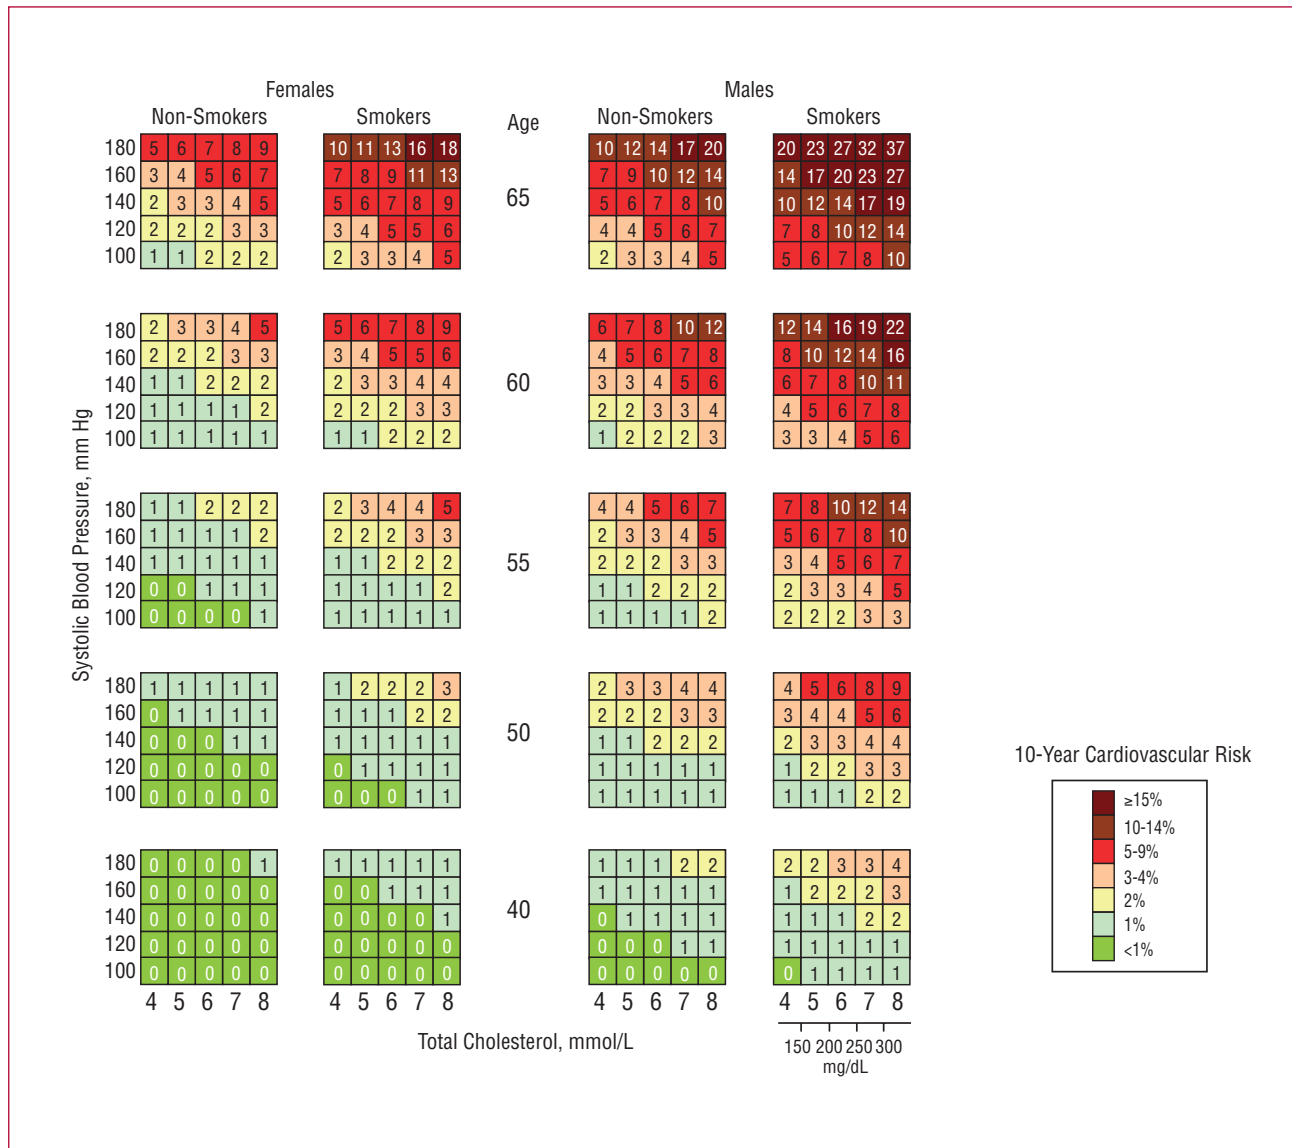 Females Males
Non-Smokers Smokers Age Non-Smokers Smokers
180 5 6 7 8 9 10 11 13 16 18 10 12 14 17 20 20 23 27 32 37
160 3 4 5 6 7 7 8 9 11 13 7 9 10 12 14 14 17 20 23 27
140 2 3 3 4 5 5 6 7 8 9 65 5 6 7 8 10 10 12 14 17 19
120 2 2 2 3 3 3 4 5 5 6 4 4 5 6 7 7 8 10 12 14
100 1 1 2 2 2 2 3 3 4 5 2 3 3 4 5 5 6 7 8 10
180 2 3 3 4 5 5 6 7 8 9 6 7 8 10 12 12 14 16 19 22
160 2 2 2 3 3 3 4 5 5 6 4 5 6 7 8 8 10 12 14 16
140 1 1 2 2 2 2 3 3 4 4 60 3 3 4 5 6 6 7 8 10 11
120 1 1 1 1 2 2 2 2 3 3 2 2 3 3 4 4 5 6 7 8
100 1 1 1 1 1 1 1 2 2 2 1 2 2 2 3 3 3 4 5 6
180 1 1 2 2 2 2 3 4 4 5 4 4 5 6 7 7 8 10 12 14
160 1 1 1 1 2 2 2 2 3 3 2 3 3 4 5 5 6 7 8 10
140 1 1 1 1 1 1 1 2 2 2 55 2 2 2 3 3 3 4 5 6 7
120 0 0 1 1 1 1 1 1 1 2 1 1 2 2 2 2 3 3 4 5
100 0 0 0 0 1 1 1 1 1 1 1 1 1 1 2 2 2 2 3 3
Systolic Blood Pressure, mm Hg
180 1 1 1 1 1 1 2 2 2 3 2 3 3 4 4 4 5 6 8 9
160 0 1 1 1 1 1 1 1 2 2 2 2 2 3 3 3 4 4 5 6
140 0 0 0 1 1 1 1 1 1 1 50 1 1 2 2 2 2 3 3 4 4
120 0 0 0 0 0 0 1 1 1 1 1 1 1 1 1 1 2 2 3 3
100 0 0 0 0 0 0 0 0 1 1 1 1 1 1 1 1 1 1 2 2
180 0 0 0 0 1 1 1 1 1 1 1 1 1 2 2 2 2 3 3 4
160 0 0 0 0 0 0 0 1 1 1 1 1 1 1 1 1 2 2 2 3
140 0 0 0 0 0 0 0 0 0 1 40 0 1 1 1 1 1 1 1 2 2
120 0 0 0 0 0 0 0 0 0 0 0 0 0 1 1 1 1 1 1 1
100 0 0 0 0 0 0 0 0 0 0 0 0 0 0 0 0 1 1 1 1
4 5 6 7 8 4 5 6 7 8 4 5 6 7 8 4 5 6 7 8
Total Cholesterol, mmol/L
150 200 250 300
mg/dL
10-Year Cardiovascular Risk
≥15%
10-14%
5-9%
3-4%
2%
1%
<1%